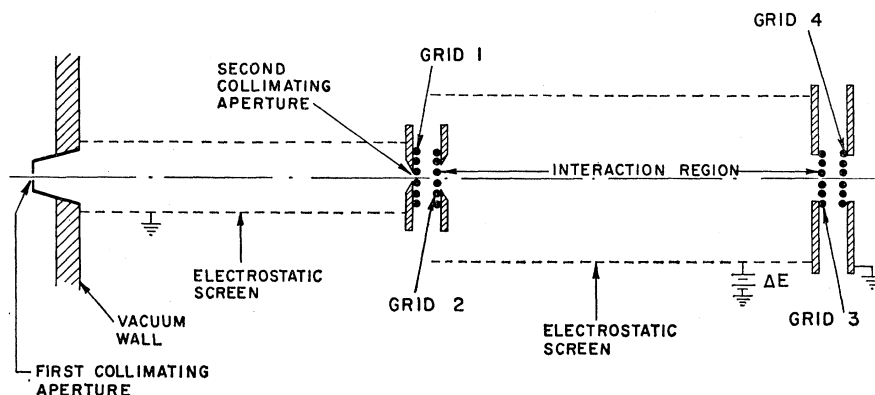 GRID 4
GRID 1
SECOND
COLLIMATING
APERTURE
INTERACTION REGION
ELECTROSTATIC
SCREEN
GRID 2
ΔE
GRID 3
VACUUM
WALL
ELECTROSTATIC
SCREEN
FIRST COLLIMATING
APERTURE